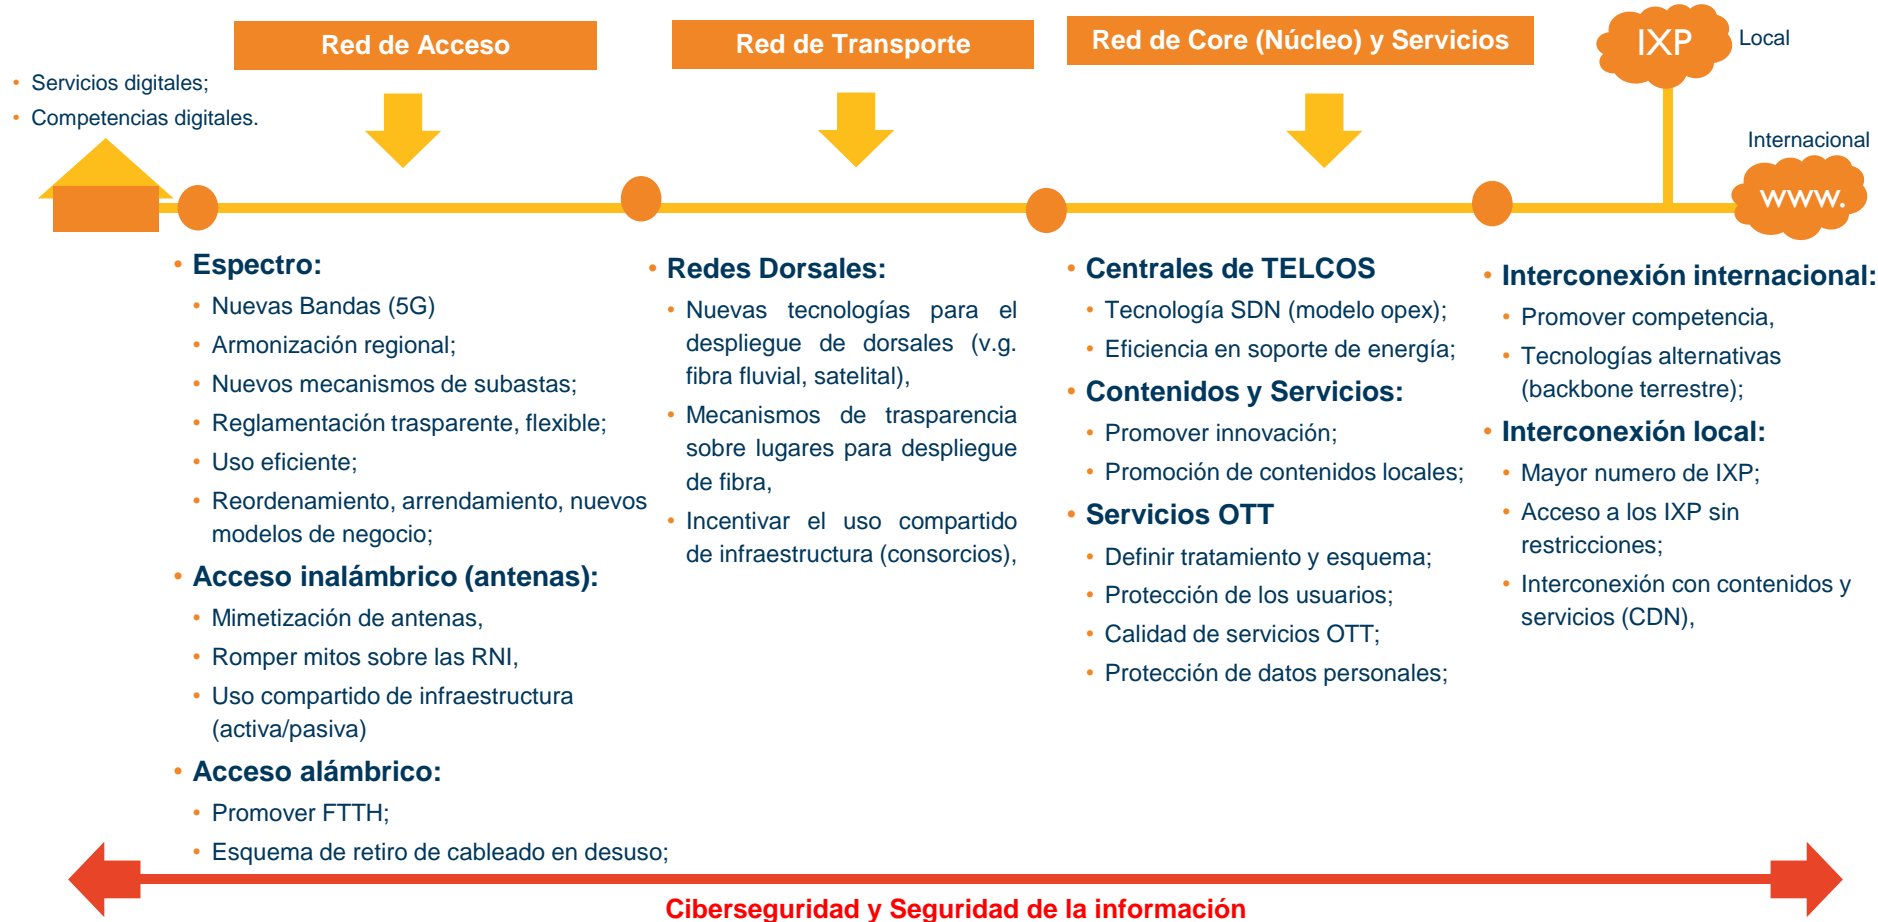 Red de Acceso
Red de Transporte
Red de Core (Núcleo) y Servicios
IXP
Local
• Servicios digitales;
• Competencias digitales.
Internacional
www.
• Espectro:
• Nuevas Bandas (5G)
• Armonización regional;
• Nuevos mecanismos de subastas;
• Reglamentación trasparente, flexible;
• Uso eficiente;
• Reordenamiento, arrendamiento, nuevos
modelos de negocio;
• Acceso inalámbrico (antenas):
• Mimetización de antenas,
• Romper mitos sobre las RNI,
• Uso compartido de infraestructura
(activa/pasiva)
• Acceso alámbrico:
• Promover FTTH;
• Esquema de retiro de cableado en desuso;
• Redes Dorsales:
• Nuevas tecnologías para el
despliegue de dorsales (v.g.
fibra fluvial, satelital),
• Mecanismos de trasparencia
sobre lugares para despliegue
de fibra,
• Incentivar el uso compartido
de infraestructura (consorcios),
• Centrales de TELCOS
• Tecnología SDN (modelo opex);
• Eficiencia en soporte de energía;
• Contenidos y Servicios:
• Promover innovación;
• Promoción de contenidos locales;
• Servicios OTT
• Definir tratamiento y esquema;
• Protección de los usuarios;
• Calidad de servicios OTT;
• Protección de datos personales;
• Interconexión internacional:
• Promover competencia,
• Tecnologías alternativas
(backbone terrestre);
• Interconexión local:
• Mayor numero de IXP;
• Acceso a los IXP sin
restricciones;
• Interconexión con contenidos y
servicios (CDN),
Ciberseguridad y Seguridad de la información